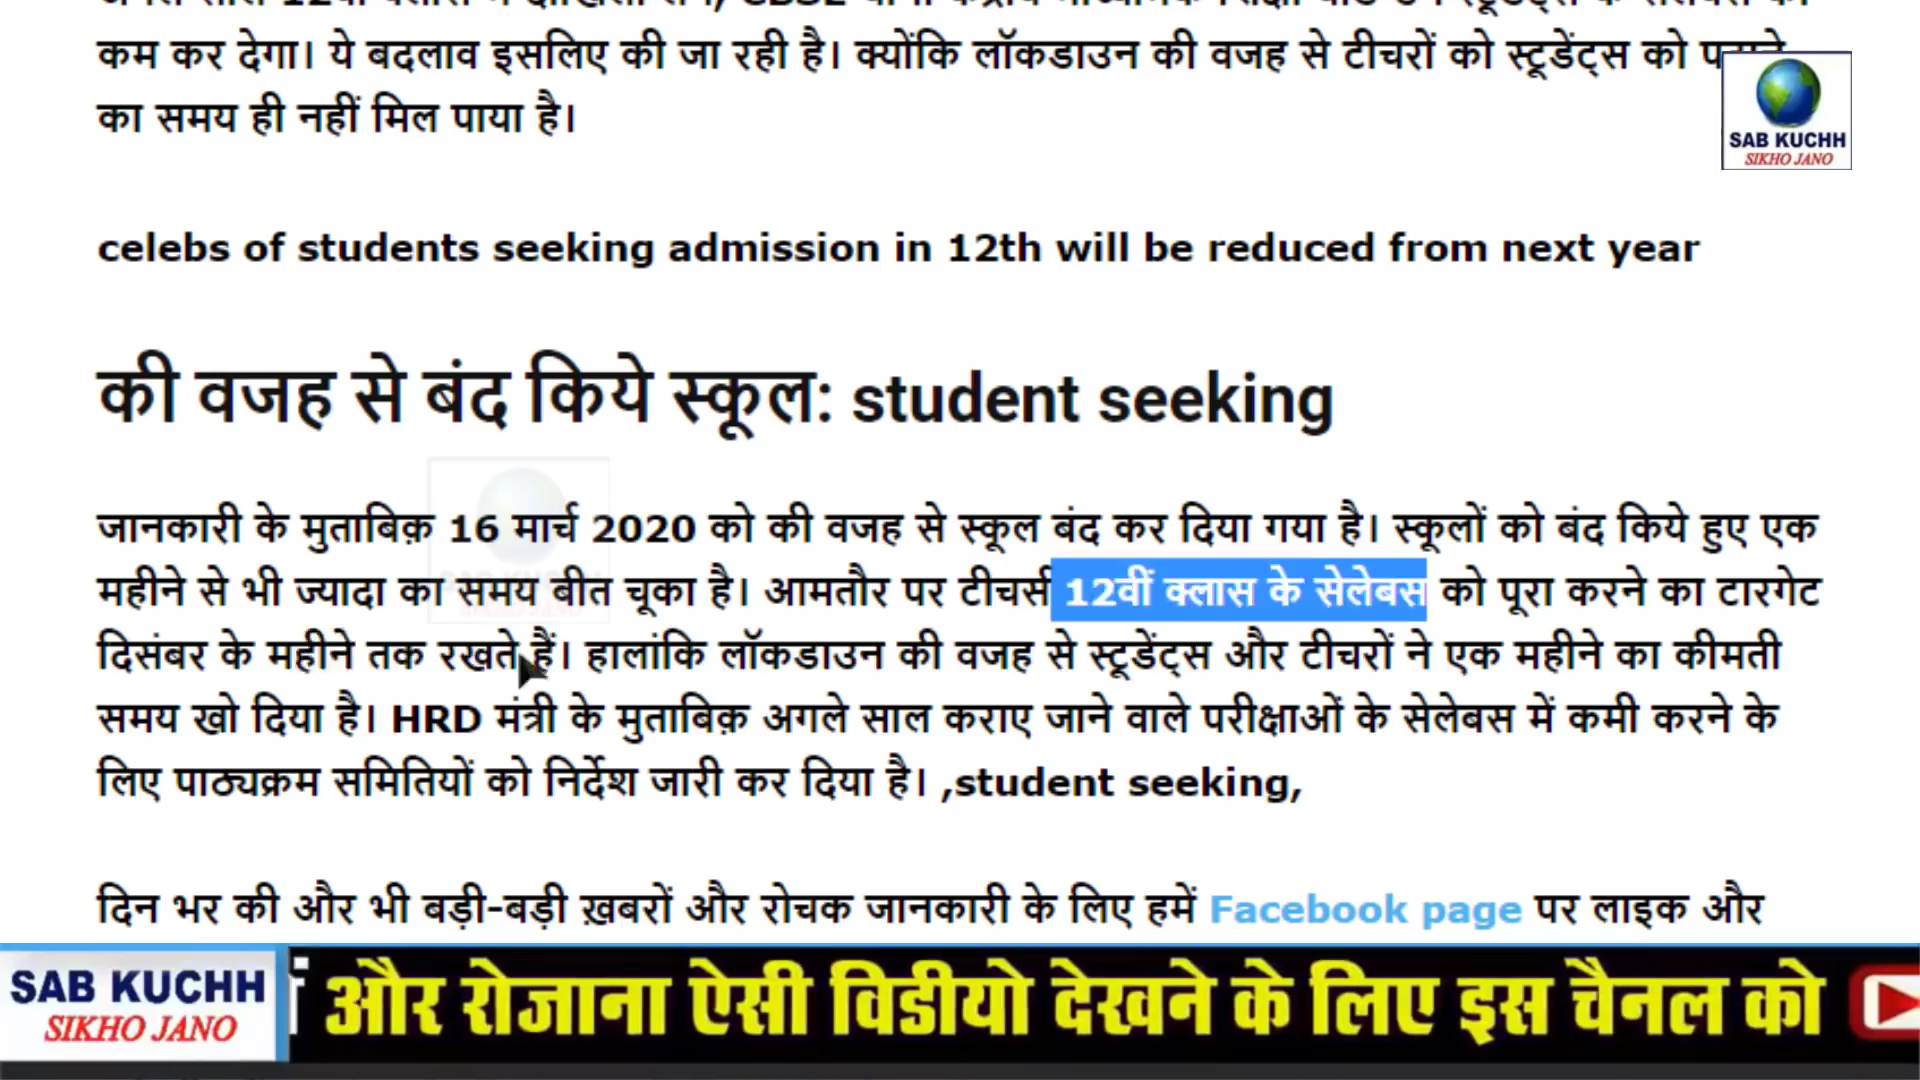 कम कर देगा। ये बदलाव इसलिए की जा रही है। क्योंकि लॉकडाउन की वजह से टीचरों को स्टूडेंट्स को
का समय ही नहीं मिल पाया है।
SAB KUCHH
SIKHO JANO
celebs of students seeking admission in 12th will be reduced from next year
की वजह से बंद किये स्कूल: student seeking
जानकारी के मुताबिक़ 16 मार्च 2020 को की वजह से स्कूल बंद कर दिया गया है। स्कूलों को बंद किये हुए एक
महीने से भी ज्यादा का समय बीत चूका है। आमतौर पर टीचर्स 12वीं क्लास के सेलेबस को पूरा करने का टारगेट
दिसंबर के महीने तक रखते हैं। हालांकि लॉकडाउन की वजह से स्टूडेंट्स और टीचरों ने एक महीने का कीमती
समय खो दिया है। HRD मंत्री के मुताबिक़ अगले साल कराए जाने वाले परीक्षाओं के सेलेबस में कमी करने के
लिए पाठ्यक्रम समितियों को निर्देश जारी कर दिया है। ,student seeking,
दिन भर की और भी बड़ी-बड़ी ख़बरों और रोचक जानकारी के लिए हमें Facebook page पर लाइक और
SAB KUCHH
SIKHO JANO
और रोजाना ऐसी विडीयो देखने के लिए इस चैनल को